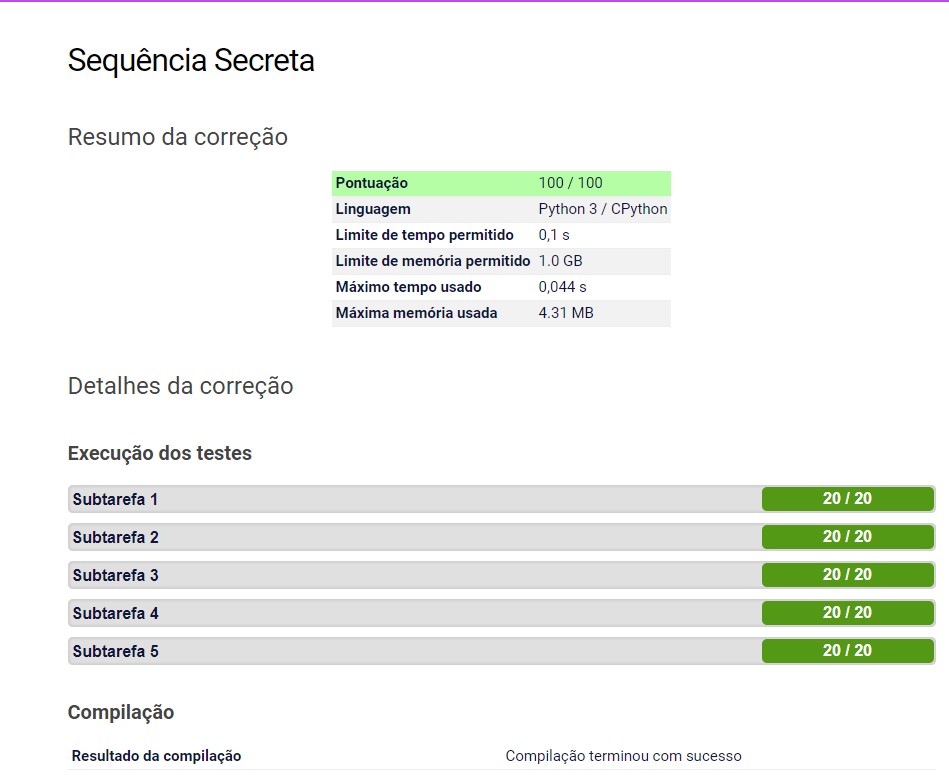 Sequência Secreta
Resumo da correção
Pontuação 100 / 100
Linguagem Python 3 / CPython
Limite de tempo permitido 0,1 s
Limite de memória permitido 1.0 GB
Máximo tempo usado 0,044 s
Máxima memória usada 4.31 MB
Detalhes da correção
Execução dos testes
Subtarefa 1 20 / 20
Subtarefa 2 20 / 20
Subtarefa 3 20 / 20
Subtarefa 4 20 / 20
Subtarefa 5 20 / 20
Compilação
Resultado da compilação Compilação terminou com sucesso